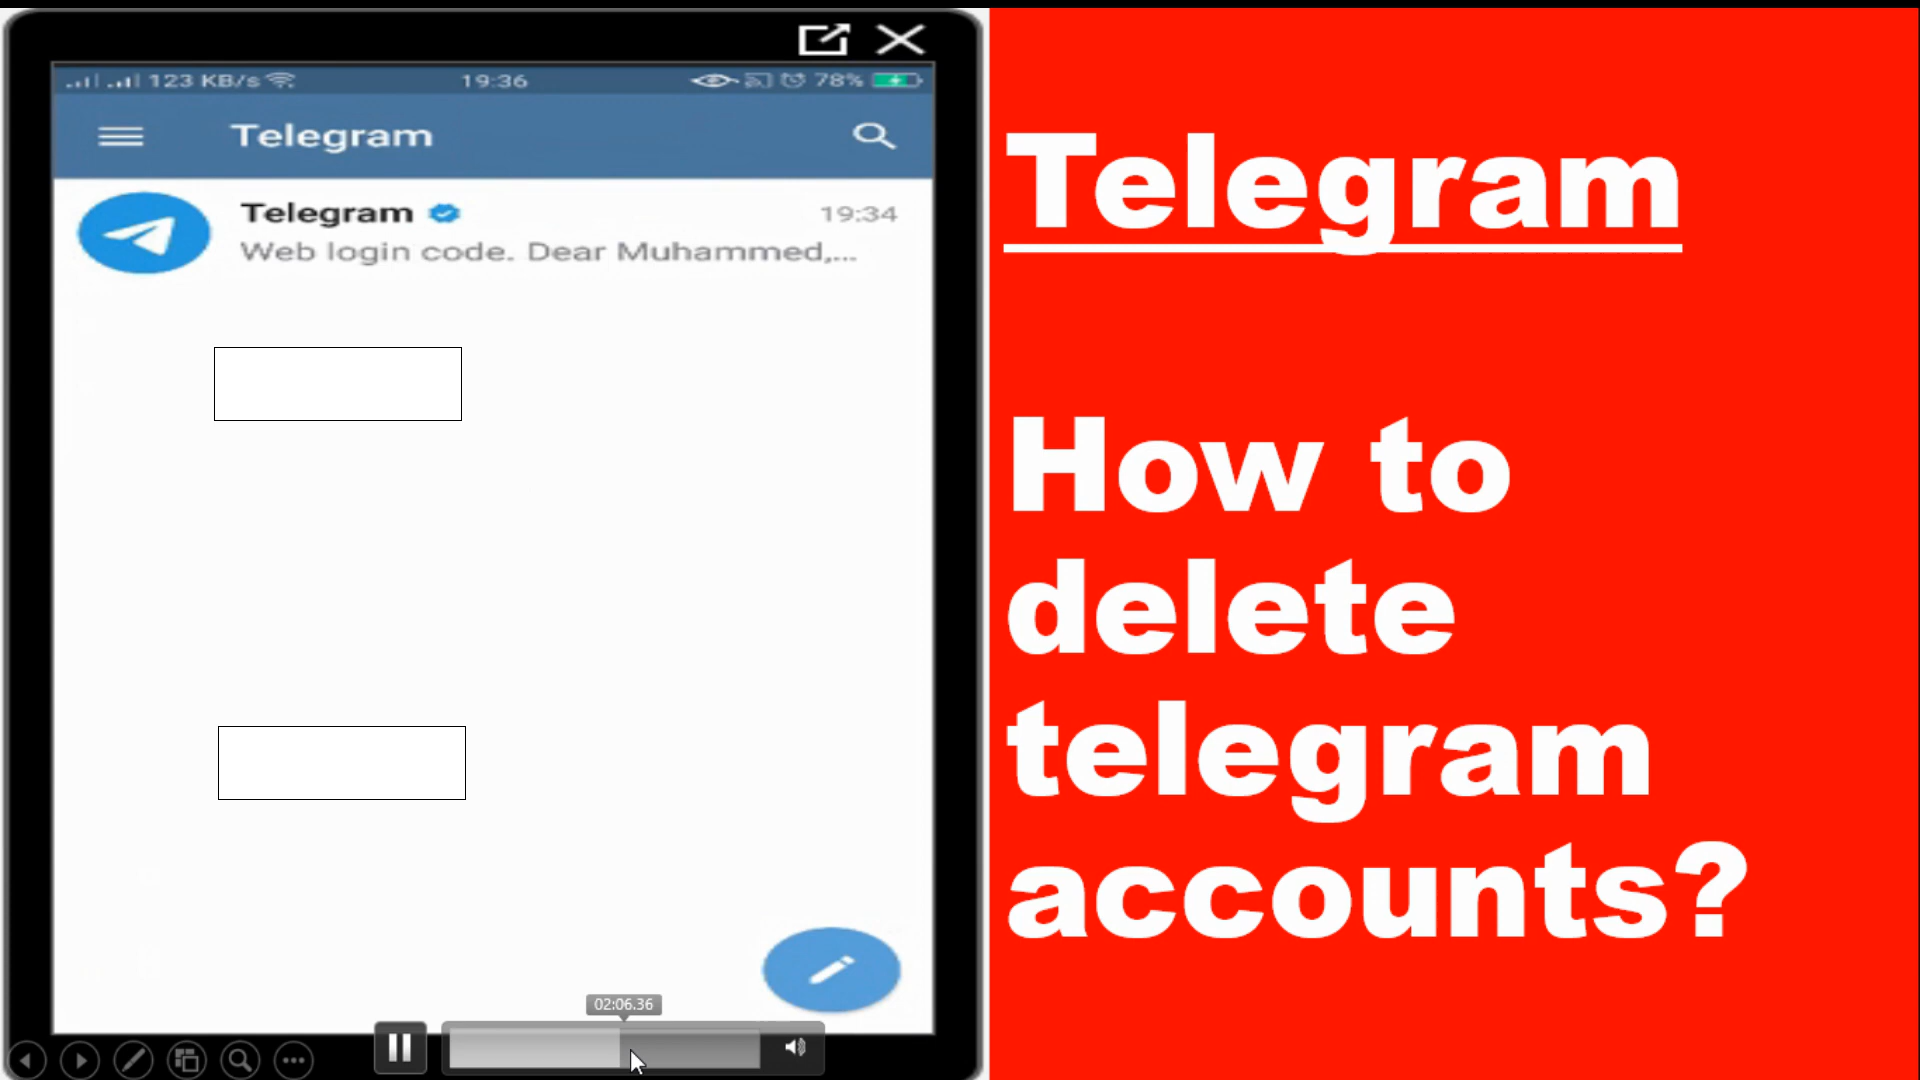 123 KB/s 19:36 78%
Telegram
Telegram 19:34
Web login code. Dear Muhammed,...
02:06.36
Telegram
How to
delete
telegram
accounts?